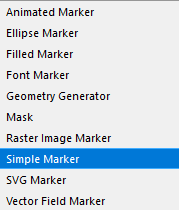 Animated Marker
Ellipse Marker
Filled Marker
Font Marker
Geometry Generator
Mask
Raster Image Marker
Simple Marker
SVG Marker
Vector Field Marker